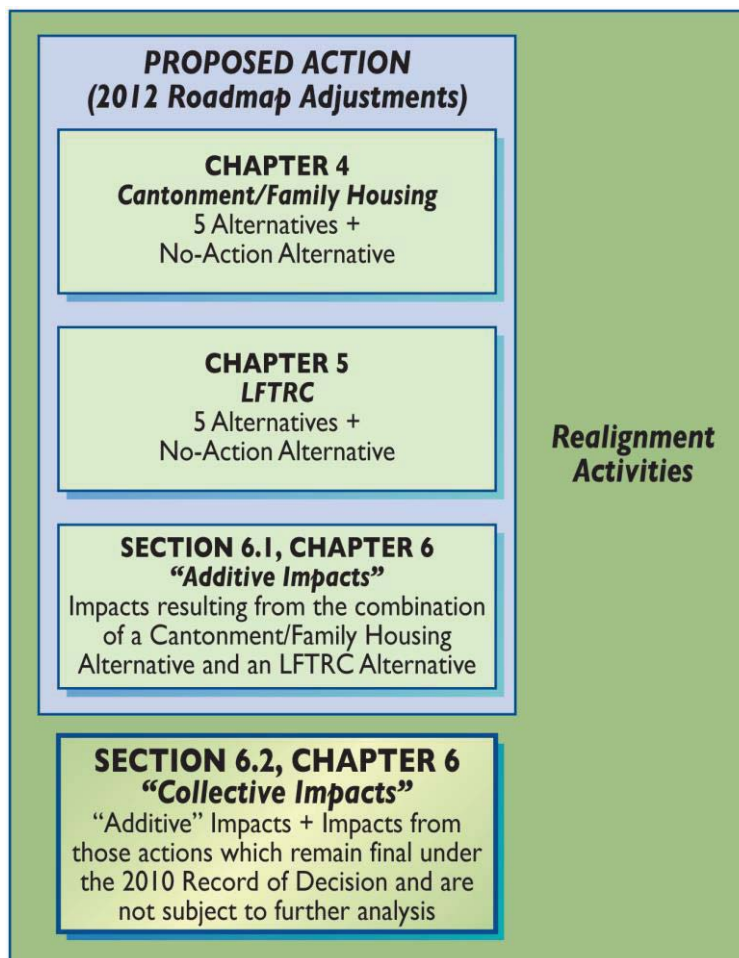 PROPOSED ACTION
(2012 Roadmap Adjustments)
CHAPTER 4
Cantonment/Family Housing
5 Alternatives +
No-Action Alternative
CHAPTER 5
LFTRC
5 Alternatives +
No-Action Alternative
SECTION 6.1, CHAPTER 6
“Additive Impacts”
Impacts resulting from the combination
of a Cantonment/Family Housing
Alternative and an LFTRC Alternative
SECTION 6.2, CHAPTER 6
“Collective Impacts”
“Additive” Impacts + Impacts from
those actions which remain final under
the 2010 Record of Decision and are
not subject to further analysis
Realignment
Activities